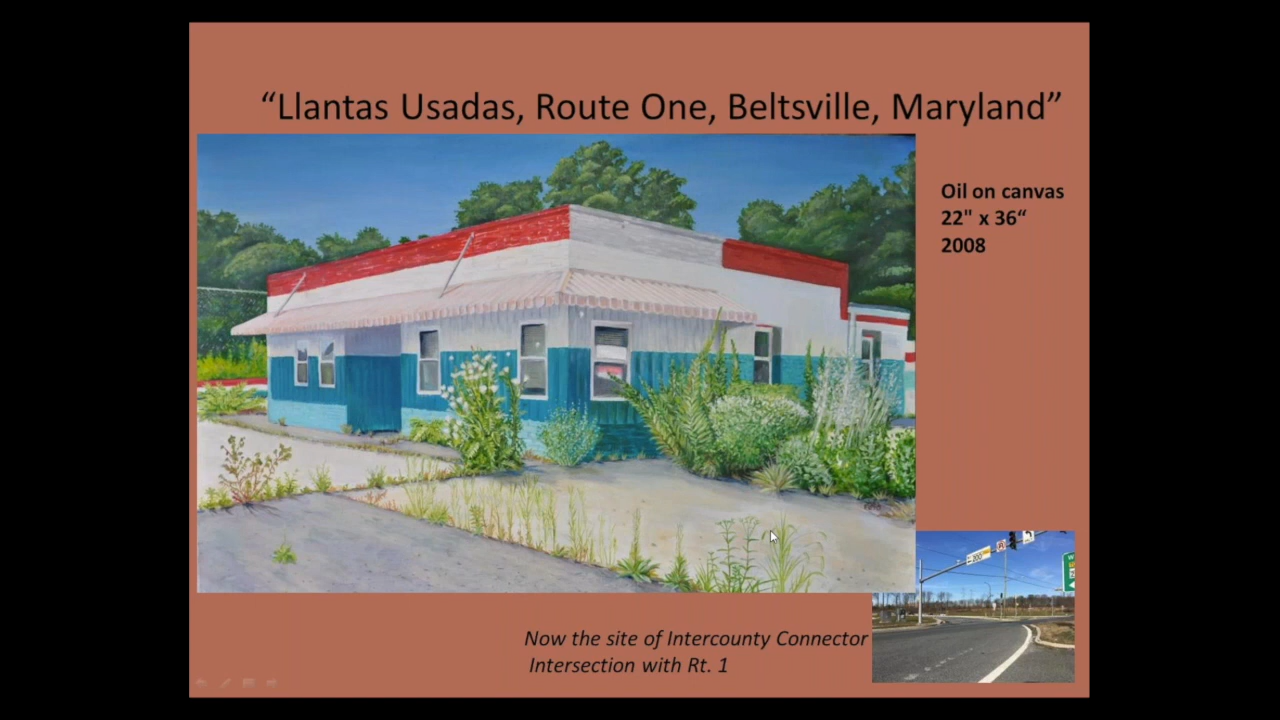 “Llantas Usadas, Route One, Beltsville, Maryland”
Oil on canvas
22" x 36“
2008
Now the site of Intercounty Connector
Intersection with Rt. 1